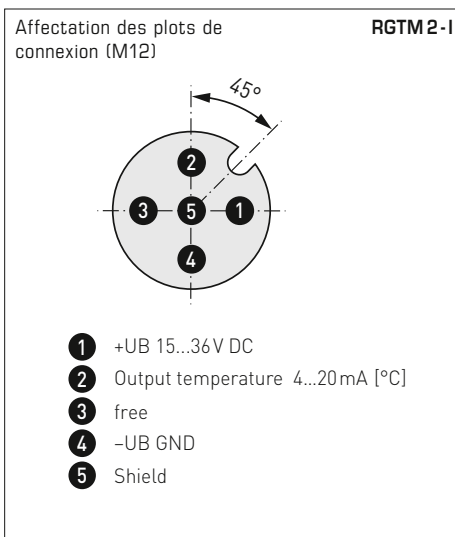 Affectation des plots de
connexion (M12)
RGTM 2 - I
45°
2
3 5 1
4
1 +UB 15...36 V DC
2 Output temperature 4...20 mA [°C]
3 free
4 –UB GND
5 Shield